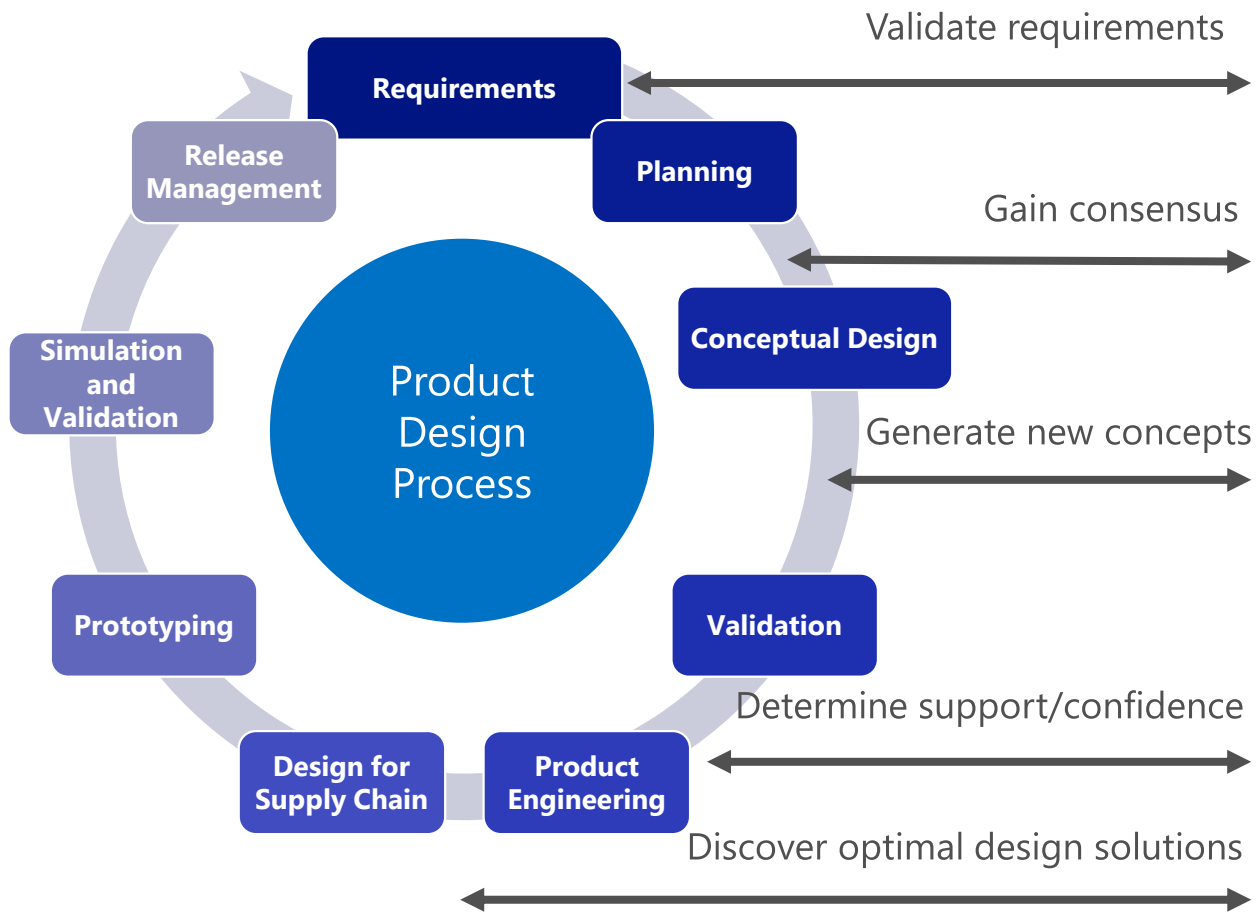 Validate requirements
Requirements
Release
Management
Planning
Gain consensus
Conceptual Design
Simulation
and
Validation
Product
Design
Process
Generate new concepts
Prototyping
Validation
Determine support/confidence
Design for
Supply Chain
Product
Engineering
Discover optimal design solutions